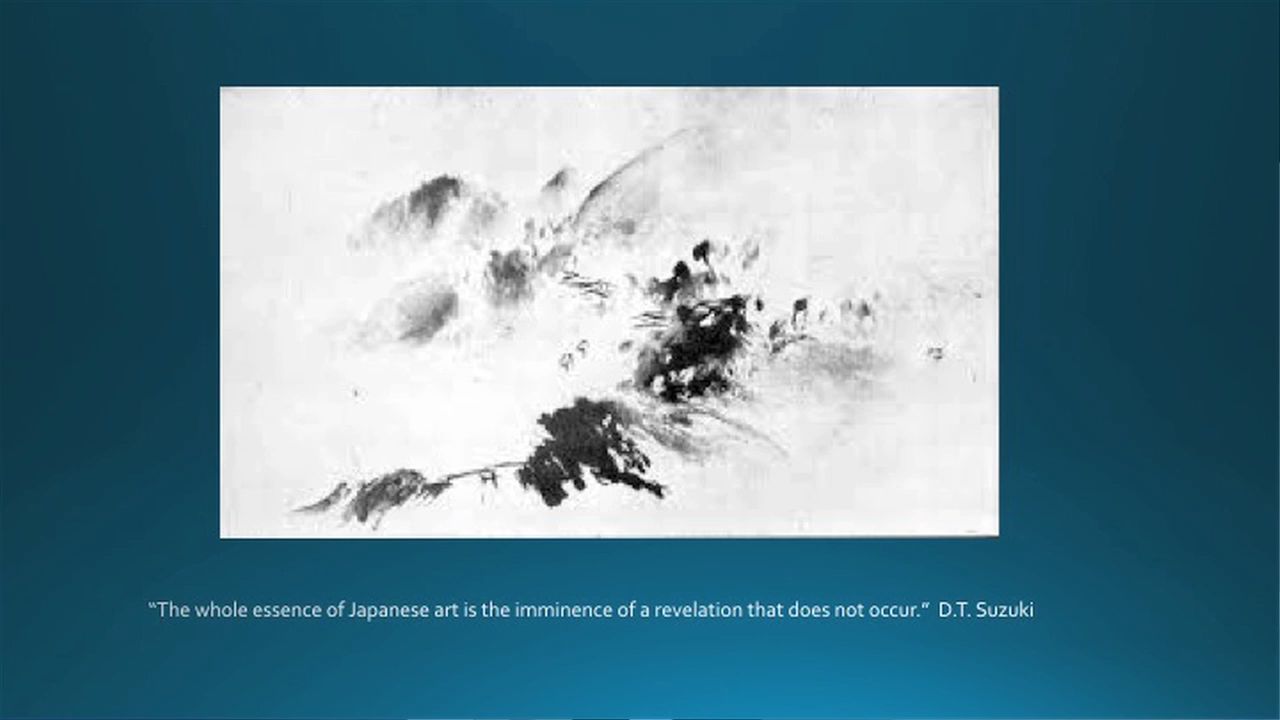 “The whole essence of Japanese art is the imminence of a revelation that does not occur.” D.T. Suzuki